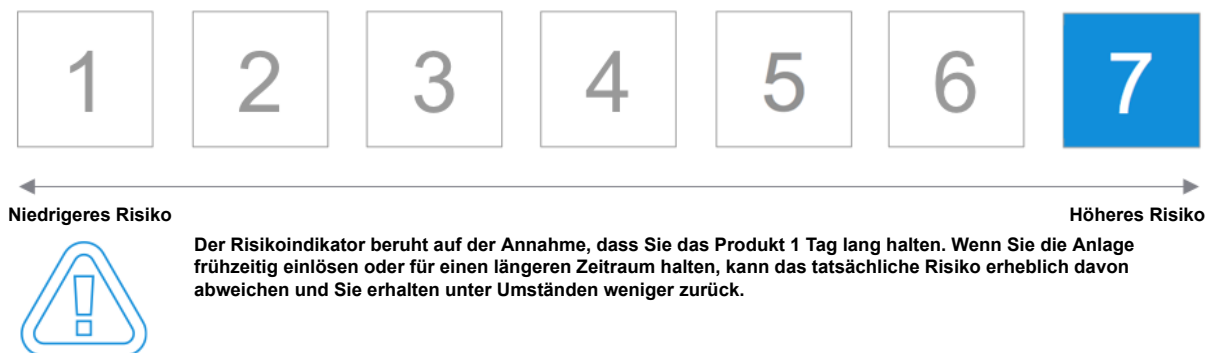 1 2 3 4 5 6 7
Niedrigeres Risiko Höheres Risiko
Der Risikoindikator beruht auf der Annahme, dass Sie das Produkt 1 Tag lang halten. Wenn Sie die Anlage
frühzeitig einlösen oder für einen längeren Zeitraum halten, kann das tatsächliche Risiko erheblich davon
abweichen und Sie erhalten unter Umständen weniger zurück.